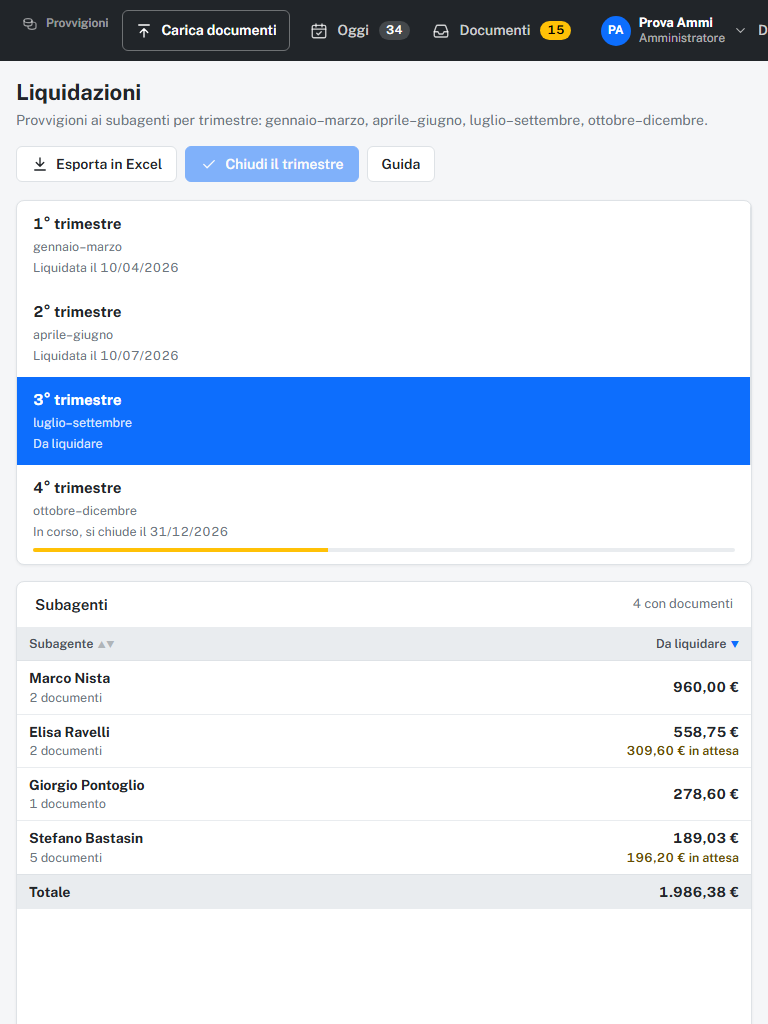 Provvigioni
Carica documenti
Oggi 34
Documenti 15
PA
Prova Ammi
Amministratore
D
Liquidazioni
Provvigioni ai subagenti per trimestre: gennaio–marzo, aprile–giugno, luglio–settembre, ottobre–dicembre.
Esporta in Excel
Chiudi il trimestre
Guida
1° trimestre
gennaio–marzo
Liquidata il 10/04/2026
2° trimestre
aprile–giugno
Liquidata il 10/07/2026
3° trimestre
luglio–settembre
Da liquidare
4° trimestre
ottobre–dicembre
In corso, si chiude il 31/12/2026
Subagenti 4 con documenti
Subagente ▲▼ Da liquidare ▼
Marco Nista
2 documenti
960,00 €
Elisa Ravelli 558,75 €
2 documenti 309,60 € in attesa
Giorgio Pontoglio
1 documento
278,60 €
Stefano Bastasin 189,03 €
5 documenti 196,20 € in attesa
Totale 1.986,38 €